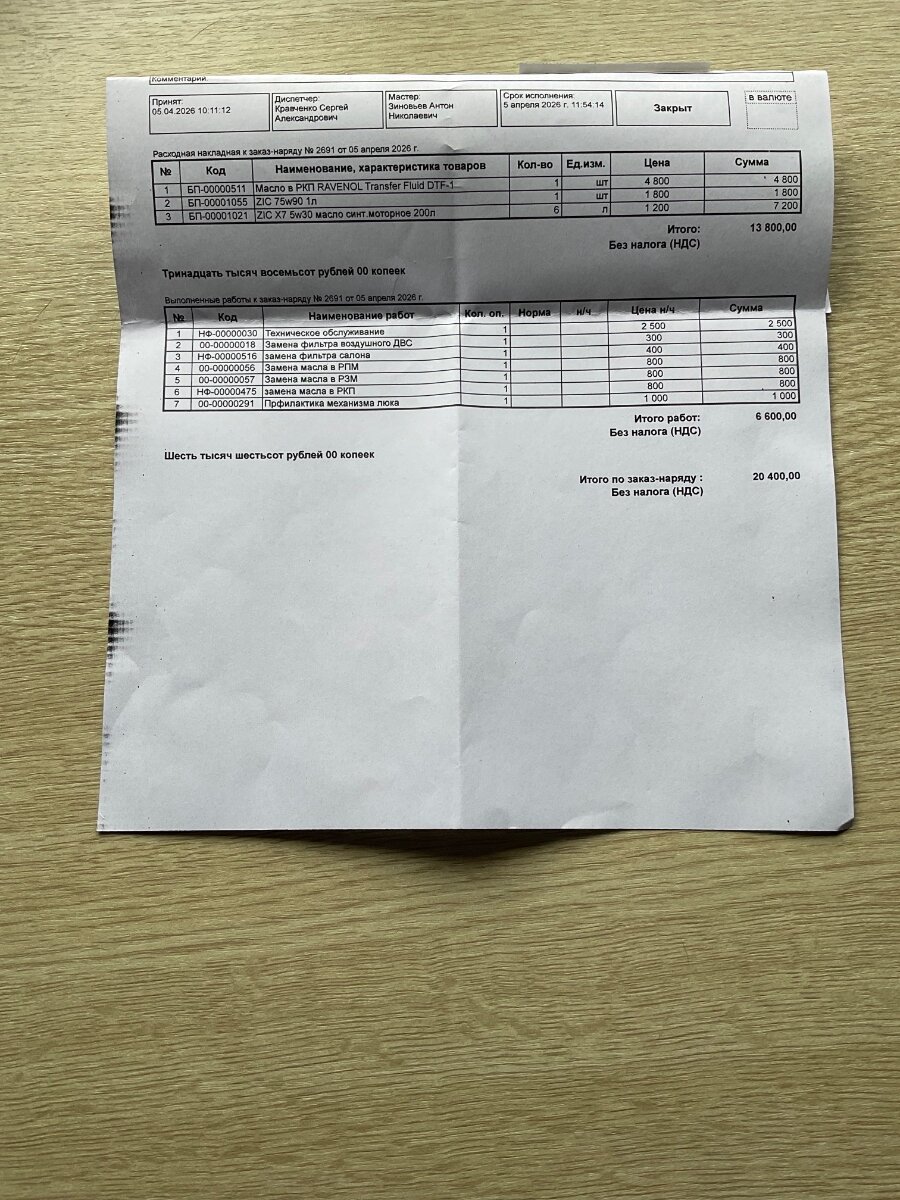 Комментарий:
Принят: 05.04.2026 10:11:12
Диспетчер: Кравченко Сергей Александрович
Мастер: Зиновьев Антон Николаевич
Срок исполнения: 5 апреля 2026 г. 11:54:14
Закрыт
в валюте
Расходная накладная к заказ-наряду № 2691 от 05 апреля 2026 г.
№ Код Наименование, характеристика товаров Кол-во Ед.изм. Цена Сумма
1 БП-00000511 Масло в РКП RAVENOL Transfer Fluid DTF-1 1 шт 4 800 4 800
2 БП-00001055 ZIC 75w90 1л 1 шт 1 800 1 800
3 БП-00001021 ZIC X7 5w30 масло синт.моторное 200л 6 л 1 200 7 200
Итого: 13 800,00
Без налога (НДС)
Тринадцать тысяч восемьсот рублей 00 копеек
Выполненные работы к заказ-наряду № 2691 от 05 апреля 2026 г.
№ Код Наименование работ Кол. оп. Норма н/ч Цена н/ч Сумма
1 НФ-00000030 Техническое обслуживание 1 2 500 2 500
2 00-00000018 Замена фильтра воздушного ДВС 1 300 300
3 НФ-00000516 замена фильтра салона 1 400 400
4 00-00000056 Замена масла в РПМ 1 800 800
5 00-00000057 Замена масла в РЗМ 1 800 800
6 НФ-00000475 замена масла в РКП 1 800 800
7 00-00000291 Прфилактика механизма люка 1 1 000 1 000
Итого работ: 6 600,00
Без налога (НДС)
Шесть тысяч шестьсот рублей 00 копеек
Итого по заказ-наряду : 20 400,00
Без налога (НДС)